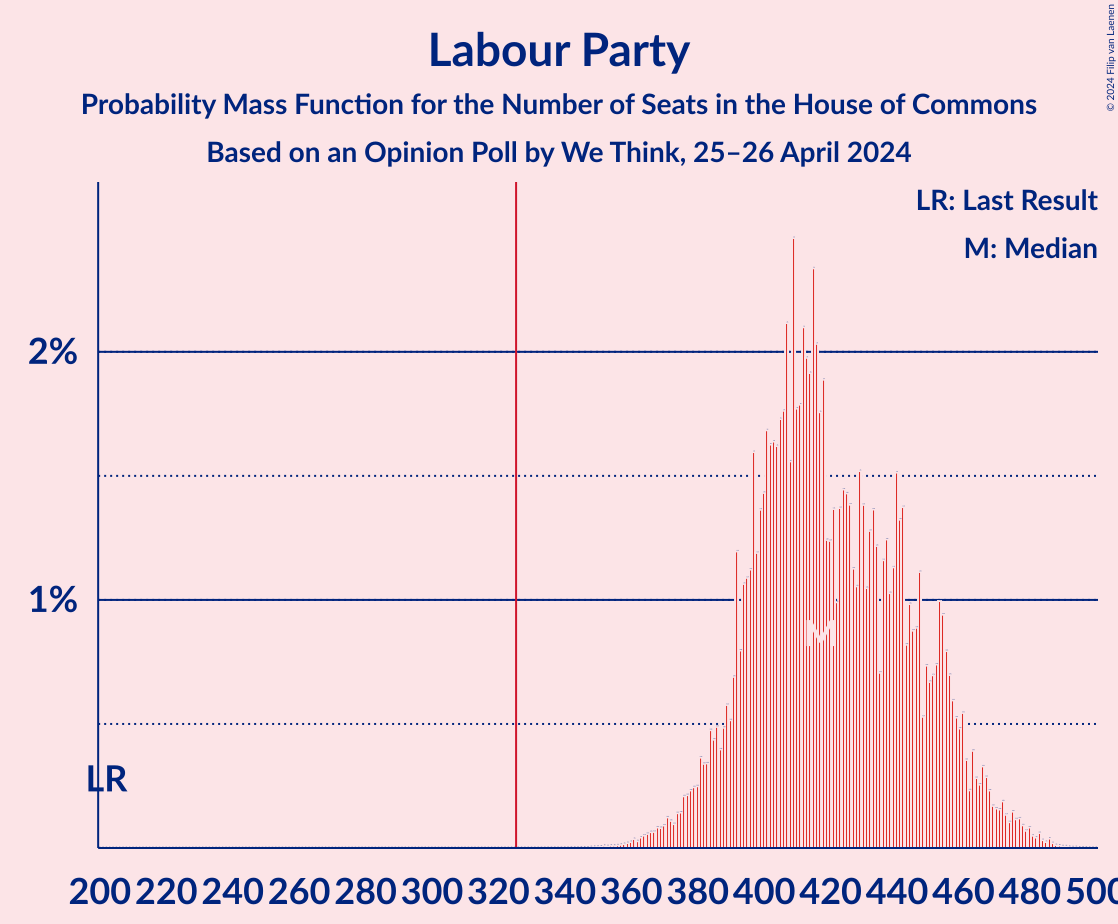 Labour Party
Probability Mass Function for the Number of Seats in the House of Commons
Based on an Opinion Poll by We Think, 25–26 April 2024
© 2024 Filip van Laenen
LR: Last Result
M: Median
2%
1%
M
LR
200 220 240 260 280 300 320 340 360 380 400 420 440 460 480 500